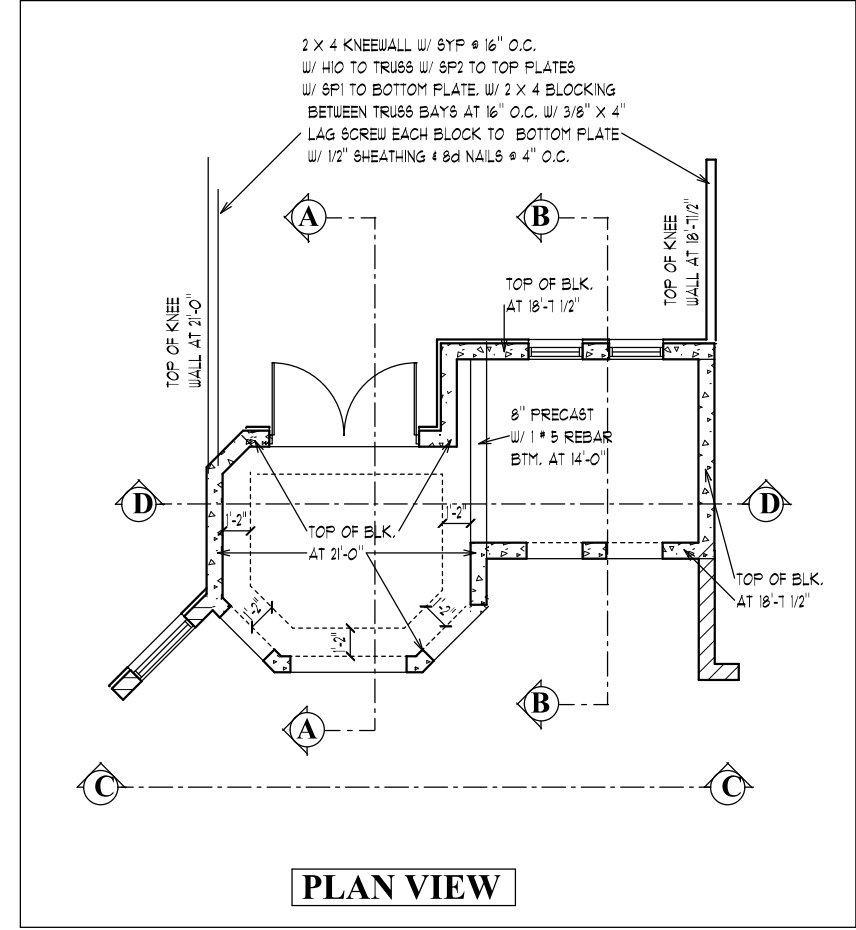 2 X 4 KNEEWALL W/ SYP @ 16" O.C.
W/ H10 TO TRUSS W/ SP2 TO TOP PLATES
W/ SP1 TO BOTTOM PLATE, W/ 2 X 4 BLOCKING
BETWEEN TRUSS BAYS AT 16" O.C. W/ 3/8" X 4"
LAG SCREW EACH BLOCK TO BOTTOM PLATE
W/ 1/2" SHEATHING & 8d NAILS @ 4" O.C.
A
B
TOP OF KNEE
WALL AT 21'-0"
TOP OF KNEE
WALL AT 18'-7 1/2"
TOP OF BLK.
AT 18'-7 1/2"
8" PRECAST
W/ 1 # 5 REBAR
BTM. AT 14'-0"
D
D
1'-2"
1'-2"
TOP OF BLK.
AT 21'-0"
1'-2"
1'-2"
1'-2"
TOP OF BLK.
AT 18'-7 1/2"
A
B
C
C
PLAN VIEW